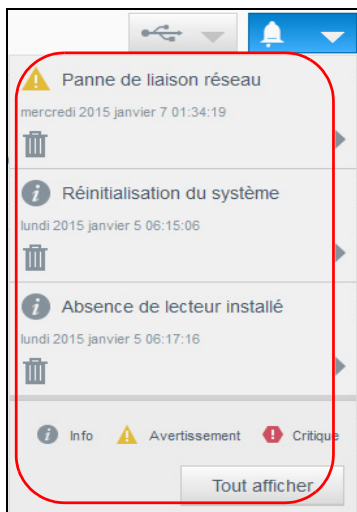 Panne de liaison réseau
mercredi 2015 janvier 7 01:34:19
Réinitialisation du système
lundi 2015 janvier 5 06:15:06
Absence de lecteur installé
lundi 2015 janvier 5 06:17:16
Info Avertissement Critique
Tout afficher